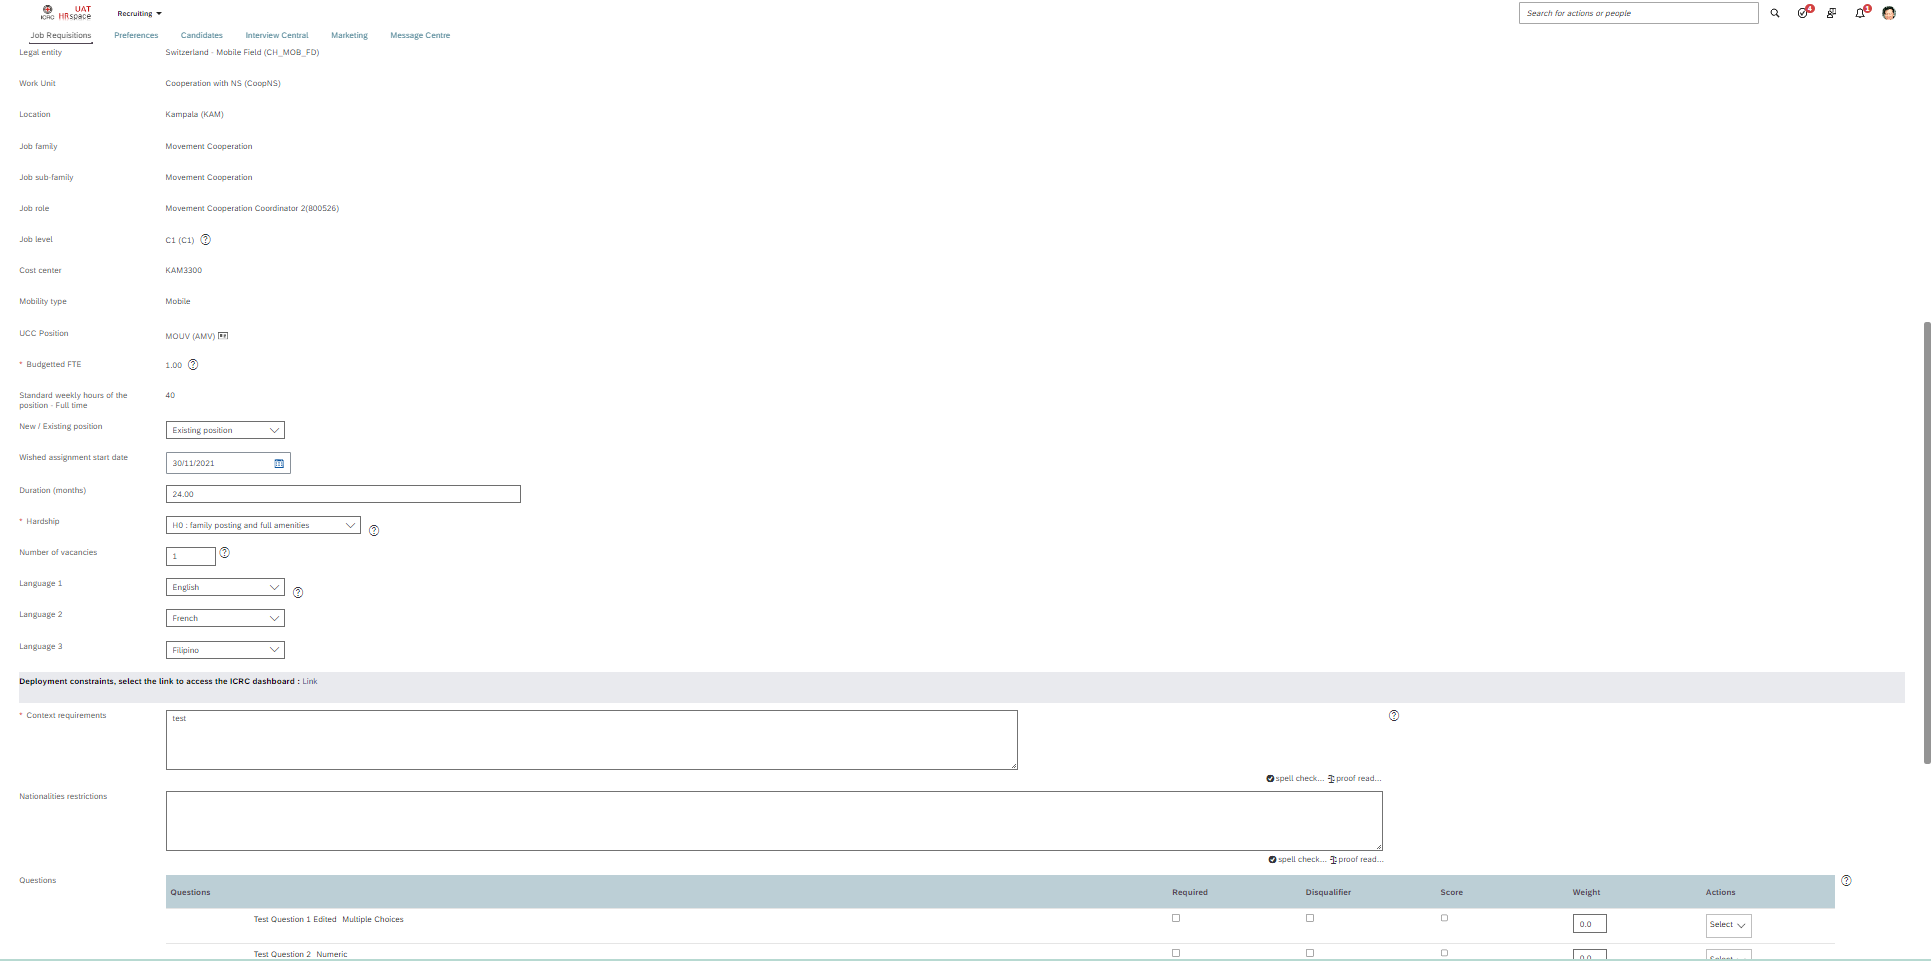 ICRC
UAT
HRspace
Recruiting
Search for actions or people
4
1
Job Requisitions
Preferences
Candidates
Interview Central
Marketing
Message Centre
Legal entity
Switzerland - Mobile Field (CH_MOB_FD)
Work Unit
Cooperation with NS (CoopNS)
Location
Kampala (KAM)
Job family
Movement Cooperation
Job sub-family
Movement Cooperation
Job role
Movement Cooperation Coordinator 2(800526)
Job level
C1 (C1) ?
Cost center
KAM3300
Mobility type
Mobile
UCC Position
MOUV (AMV)
* Budgetted FTE
1.00 ?
Standard weekly hours of the
position - Full time
40
New / Existing position
Existing position
Wished assignment start date
30/11/2021
Duration (months)
24.00
* Hardship
H0 : family posting and full amenities ?
Number of vacancies
1 ?
Language 1
English ?
Language 2
French
Language 3
Filipino
Deployment constraints, select the link to access the ICRC dashboard : Link
* Context requirements
test
?
spell check... proof read...
Nationalities restrictions
spell check... proof read...
Questions
Questions Required Disqualifier Score Weight Actions ?
Test Question 1 Edited Multiple Choices 0.0 Select
Test Question 2 Numeric 0.0 Select